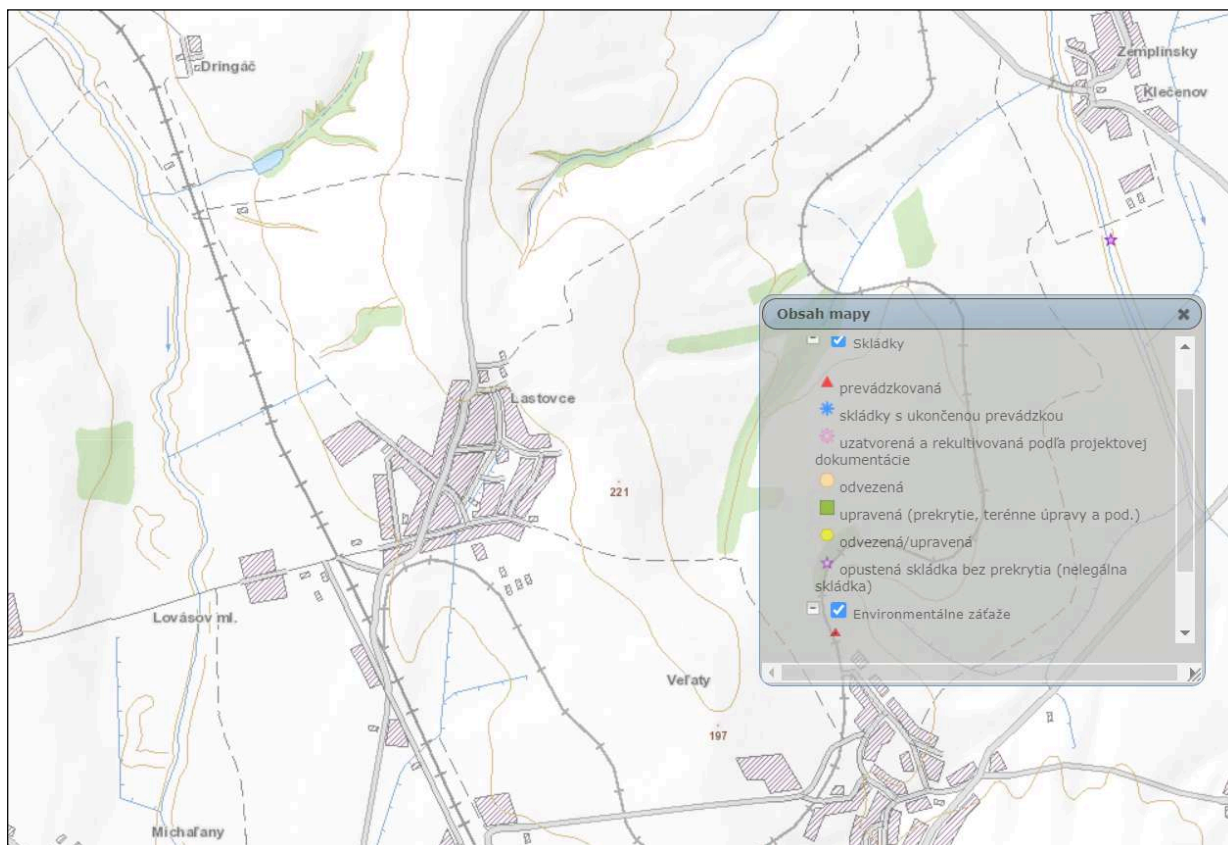 Dringáč
Zemplínsky
Klečenov
Obsah mapy
Skládky
prevádzkovaná
skládky s ukončenou prevádzkou
uzatvorená a rekultivovaná podľa projektovej
dokumentácie
odvezená
upravená (prekrytie, terénne úpravy a pod.)
odvezená/upravená
opustená skládka bez prekrytia (nelegálna
skládka)
Environmentálne záťaže
Lastovce
221
Lovásov ml.
Veľaty
197
Michaľany